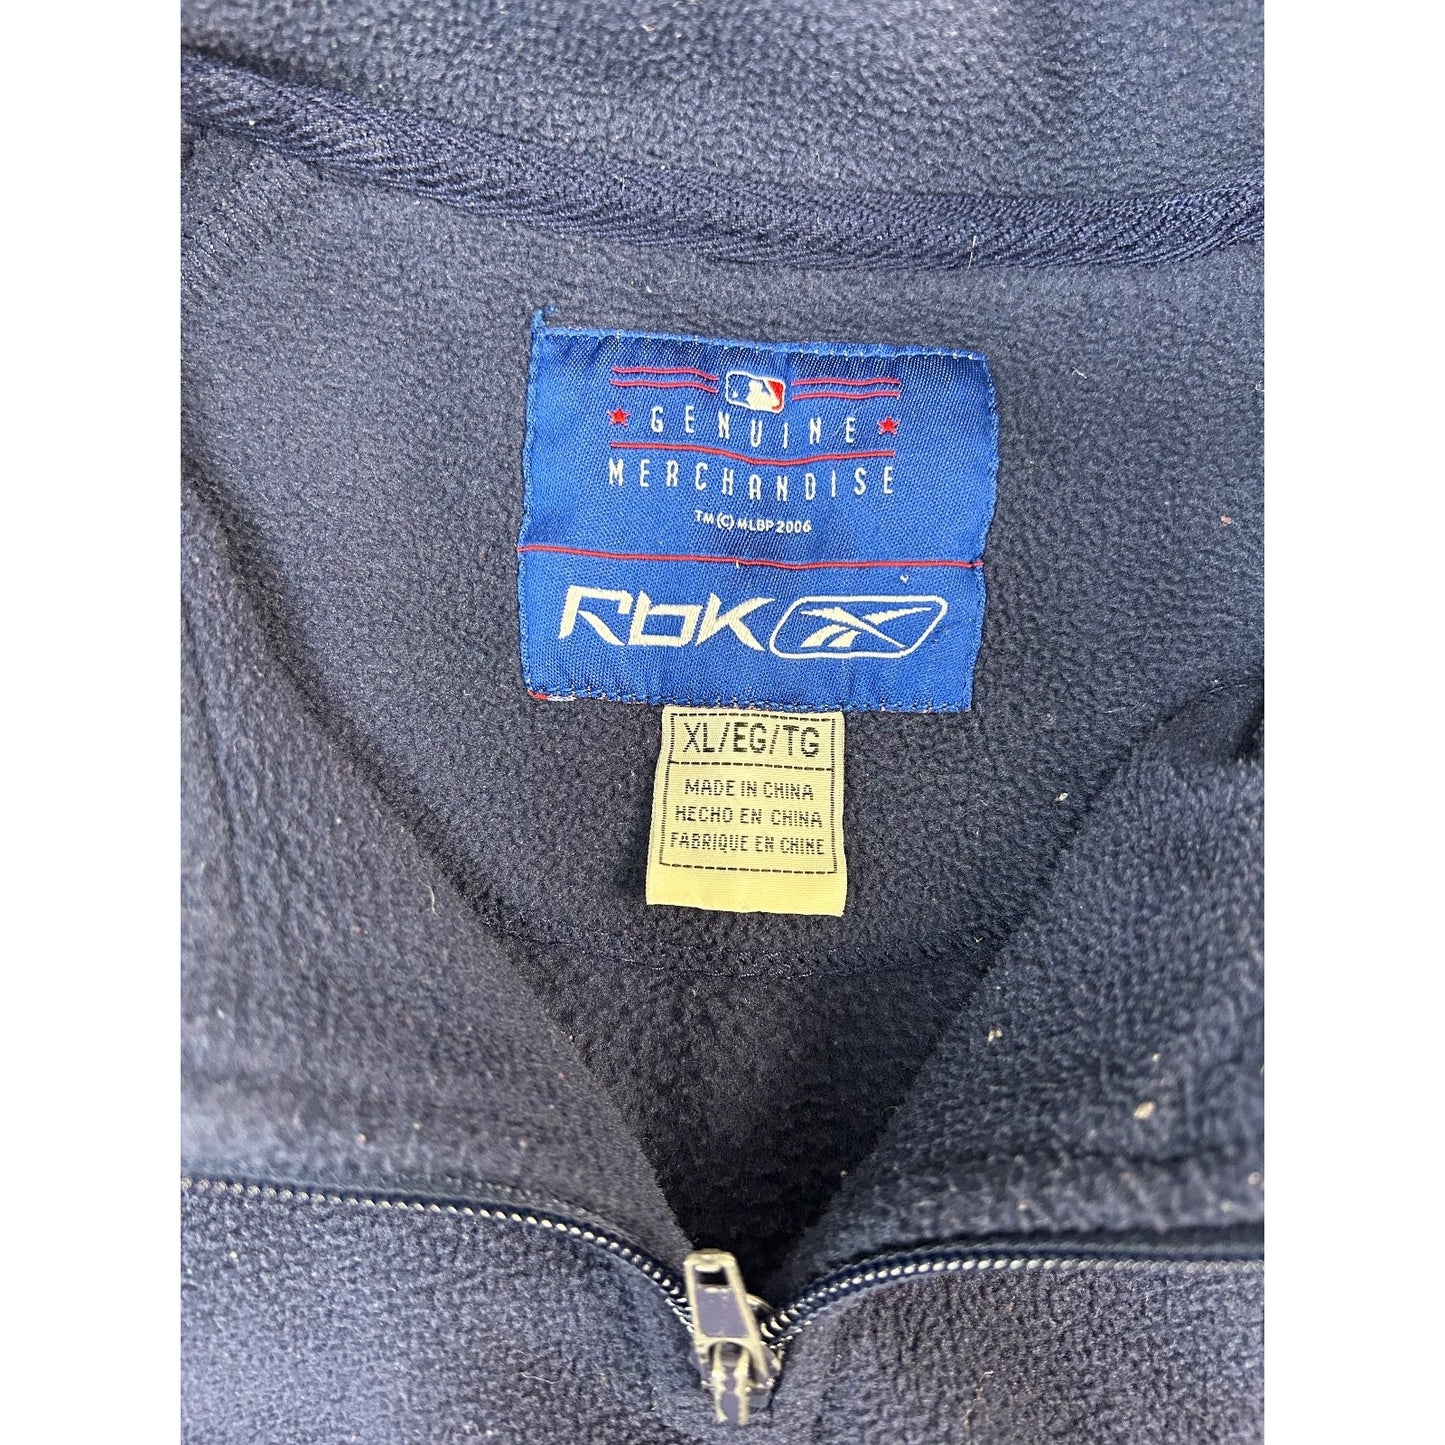 GENUINE
MERCHANDISE
TM (C) MLBP 2006
RbK
XL/EG/TG
MADE IN CHINA
HECHO EN CHINA
FABRIQUE EN CHINE